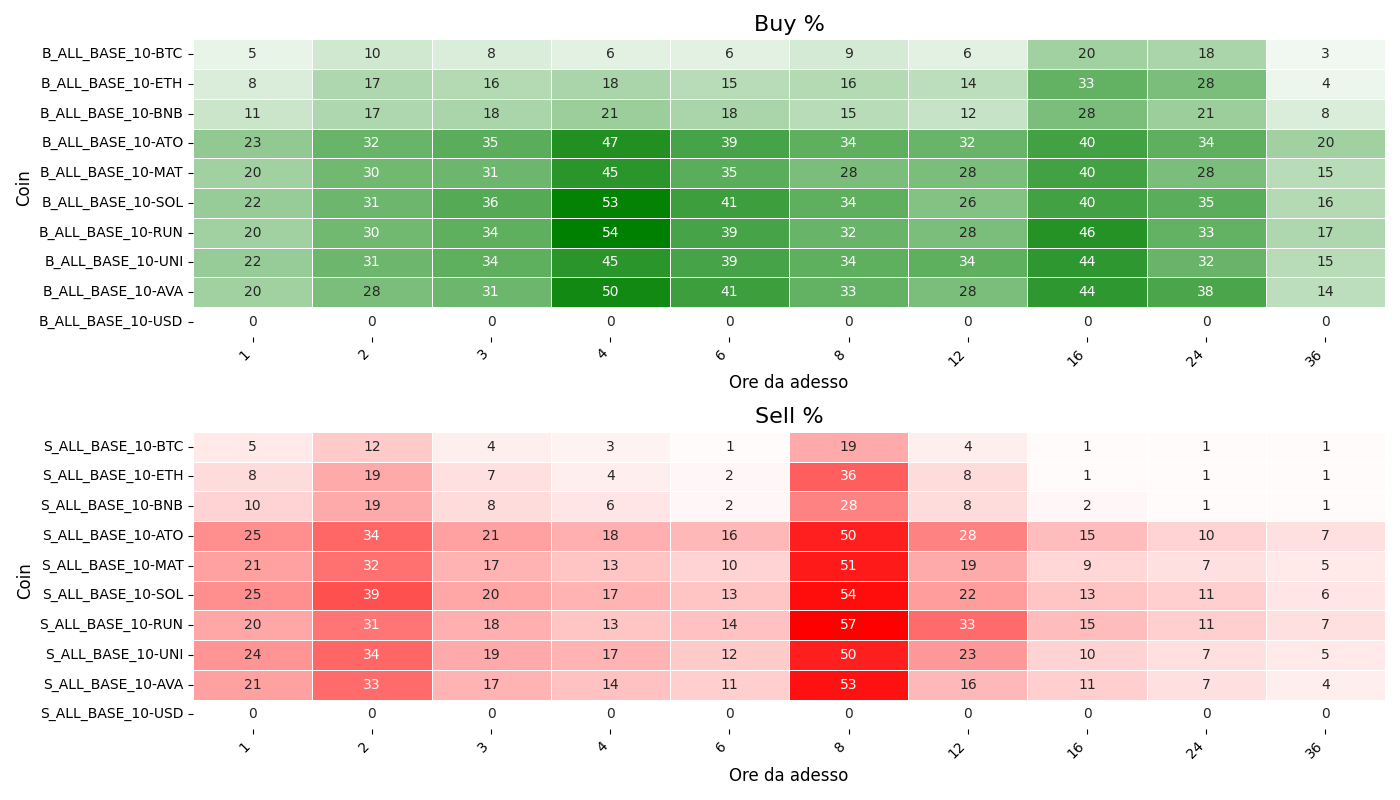 Buy %
Coin
B_ALL_BASE_10-BTC 5 10 8 6 6 9 6 20 18 3
B_ALL_BASE_10-ETH 8 17 16 18 15 16 14 33 28 4
B_ALL_BASE_10-BNB 11 17 18 21 18 15 12 28 21 8
B_ALL_BASE_10-ATO 23 32 35 47 39 34 32 40 34 20
B_ALL_BASE_10-MAT 20 30 31 45 35 28 28 40 28 15
B_ALL_BASE_10-SOL 22 31 36 53 41 34 26 40 35 16
B_ALL_BASE_10-RUN 20 30 34 54 39 32 28 46 33 17
B_ALL_BASE_10-UNI 22 31 34 45 39 34 34 44 32 15
B_ALL_BASE_10-AVA 20 28 31 50 41 33 28 44 38 14
B_ALL_BASE_10-USD 0 0 0 0 0 0 0 0 0 0
1 2 3 4 6 8 12 16 24 36
Ore da adesso
Sell %
Coin
S_ALL_BASE_10-BTC 5 12 4 3 1 19 4 1 1 1
S_ALL_BASE_10-ETH 8 19 7 4 2 36 8 1 1 1
S_ALL_BASE_10-BNB 10 19 8 6 2 28 8 2 1 1
S_ALL_BASE_10-ATO 25 34 21 18 16 50 28 15 10 7
S_ALL_BASE_10-MAT 21 32 17 13 10 51 19 9 7 5
S_ALL_BASE_10-SOL 25 39 20 17 13 54 22 13 11 6
S_ALL_BASE_10-RUN 20 31 18 13 14 57 33 15 11 7
S_ALL_BASE_10-UNI 24 34 19 17 12 50 23 10 7 5
S_ALL_BASE_10-AVA 21 33 17 14 11 53 16 11 7 4
S_ALL_BASE_10-USD 0 0 0 0 0 0 0 0 0 0
1 2 3 4 6 8 12 16 24 36
Ore da adesso